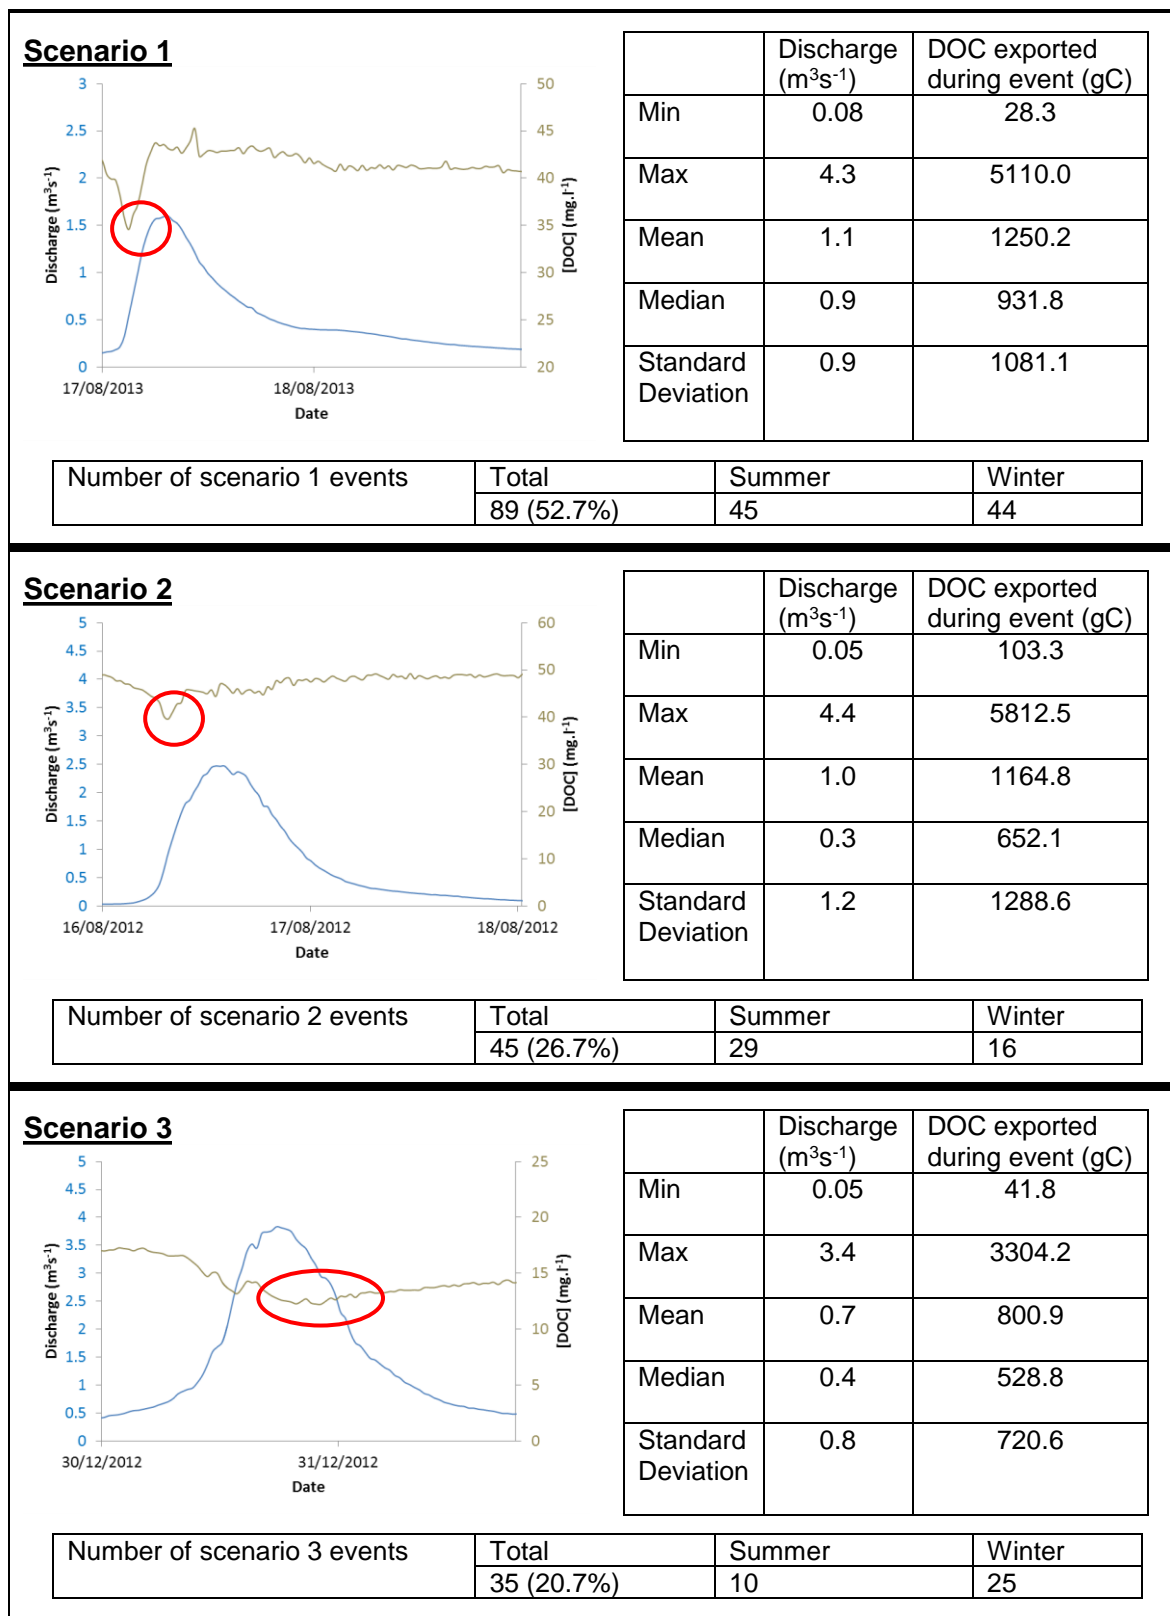 Scenario 1
3
2.5
2
1.5
1
0.5
0
Discharge (m³s⁻¹)
50
45
40
35
30
25
20
[DOC] (mg.l⁻¹)
17/08/2013 18/08/2013
Date
Discharge (m³s⁻¹) DOC exported during event (gC)
Min 0.08 28.3
Max 4.3 5110.0
Mean 1.1 1250.2
Median 0.9 931.8
Standard Deviation 0.9 1081.1
Number of scenario 1 events Total Summer Winter
89 (52.7%) 45 44
Scenario 2
5
4.5
4
3.5
3
2.5
2
1.5
1
0.5
0
Discharge (m³s⁻¹)
60
50
40
30
20
10
0
[DOC] (mg.l⁻¹)
16/08/2012 17/08/2012 18/08/2012
Date
Discharge (m³s⁻¹) DOC exported during event (gC)
Min 0.05 103.3
Max 4.4 5812.5
Mean 1.0 1164.8
Median 0.3 652.1
Standard Deviation 1.2 1288.6
Number of scenario 2 events Total Summer Winter
45 (26.7%) 29 16
Scenario 3
5
4.5
4
3.5
3
2.5
2
1.5
1
0.5
0
Discharge (m³s⁻¹)
25
20
15
10
5
0
[DOC] (mg.l⁻¹)
30/12/2012 31/12/2012
Date
Discharge (m³s⁻¹) DOC exported during event (gC)
Min 0.05 41.8
Max 3.4 3304.2
Mean 0.7 800.9
Median 0.4 528.8
Standard Deviation 0.8 720.6
Number of scenario 3 events Total Summer Winter
35 (20.7%) 10 25